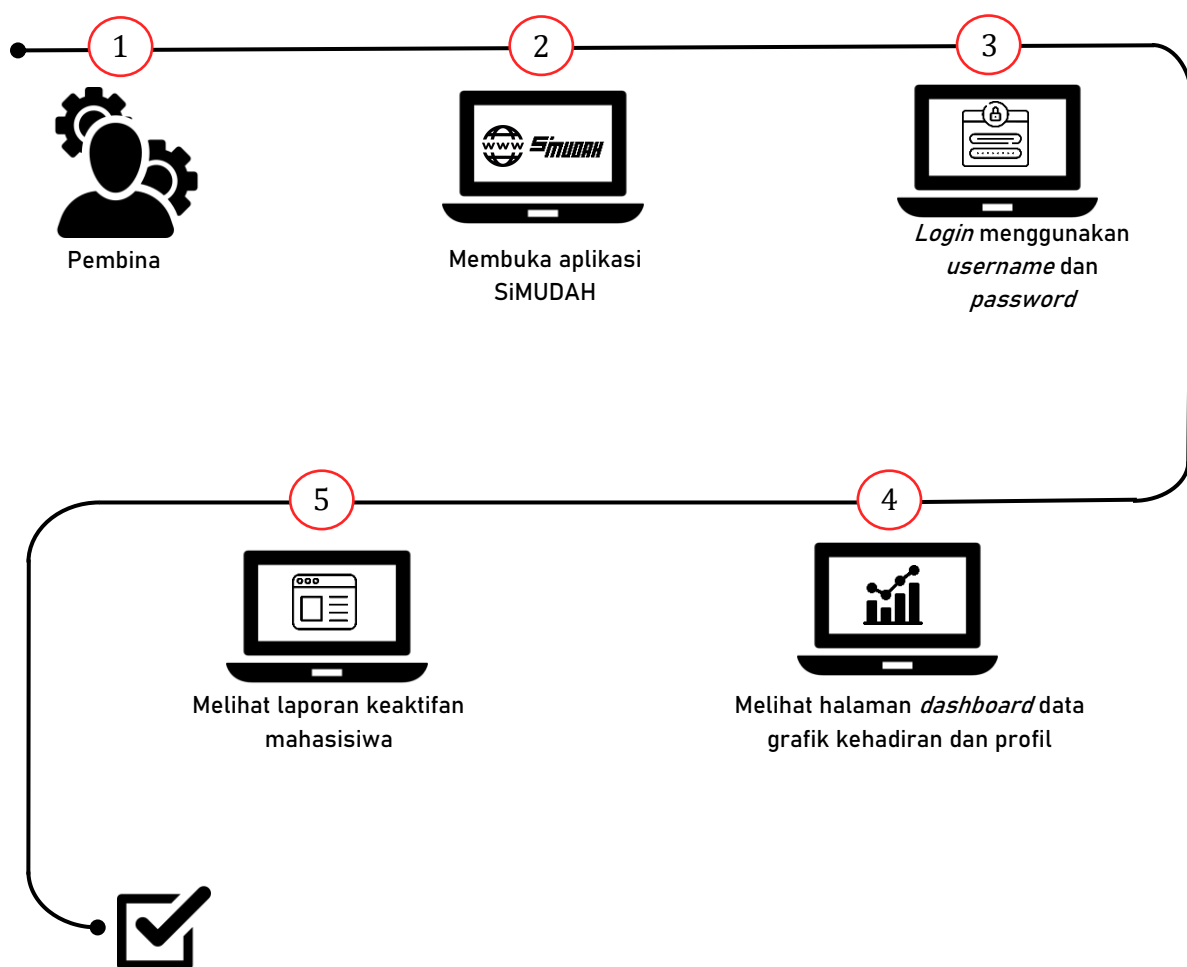 1
2
3
WWW SiMUDAH
Pembina
Membuka aplikasi
SiMUDAH
Login menggunakan
username dan
password
5
4
Melihat laporan keaktifan
mahasisiwa
Melihat halaman dashboard data
grafik kehadiran dan profil